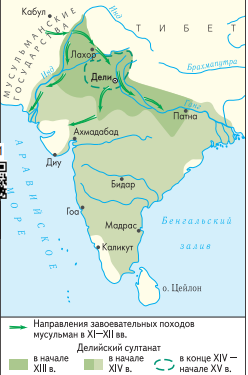 Кабул
МУСУЛЬМАНСКИЕ
ГОСУДАРСТВА
Инд
ТИБЕТ
Лахор
Инд
Дели
Брахмапутра
Ганг
Патна
Ахмадабад
Диу
АРАВИЙСКОЕ
МОРЕ
Бидар
Гоа
Мадрас
Бенгальский
залив
Каликут
о. Цейлон
Направления завоевательных походов
мусульман в XI—XII вв.
Делийский султанат
в начале
XIII в.
в начале
XIV в.
в конце XIV —
начале XV в.